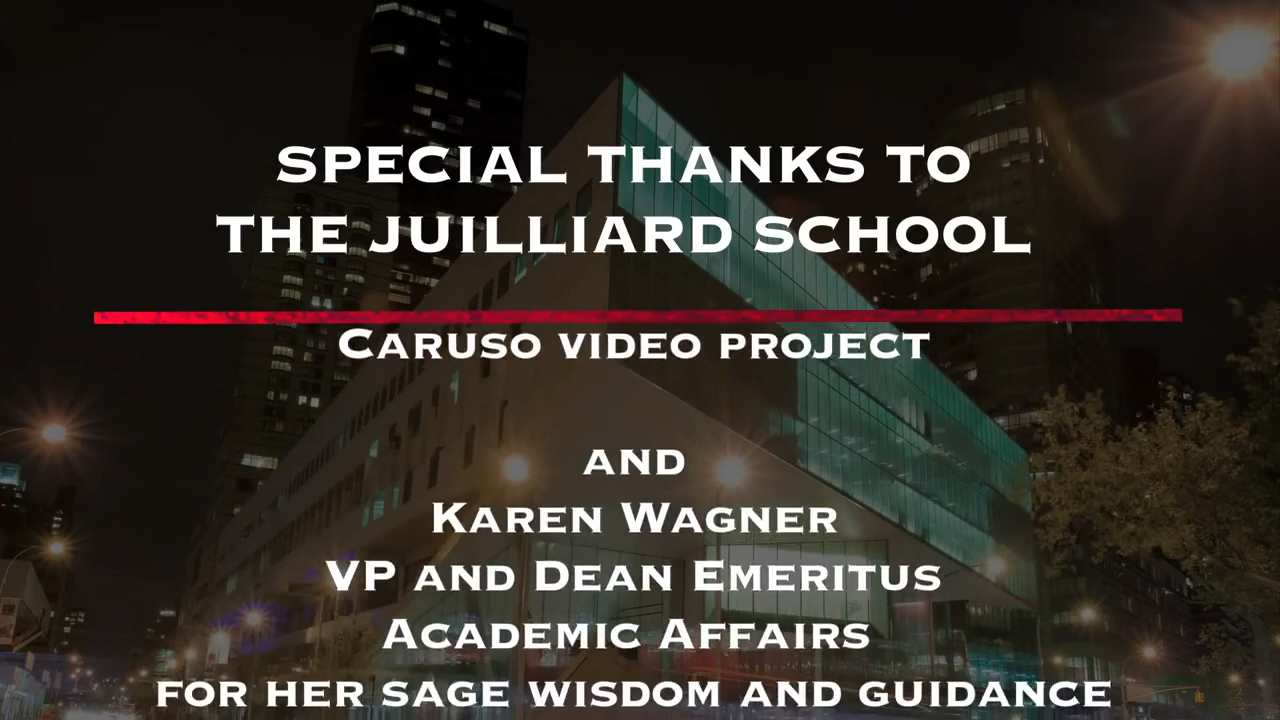 SPECIAL THANKS TO
THE JUILLIARD SCHOOL
CARUSO VIDEO PROJECT
AND
KAREN WAGNER
VP AND DEAN EMERITUS
ACADEMIC AFFAIRS
FOR HER SAGE WISDOM AND GUIDANCE